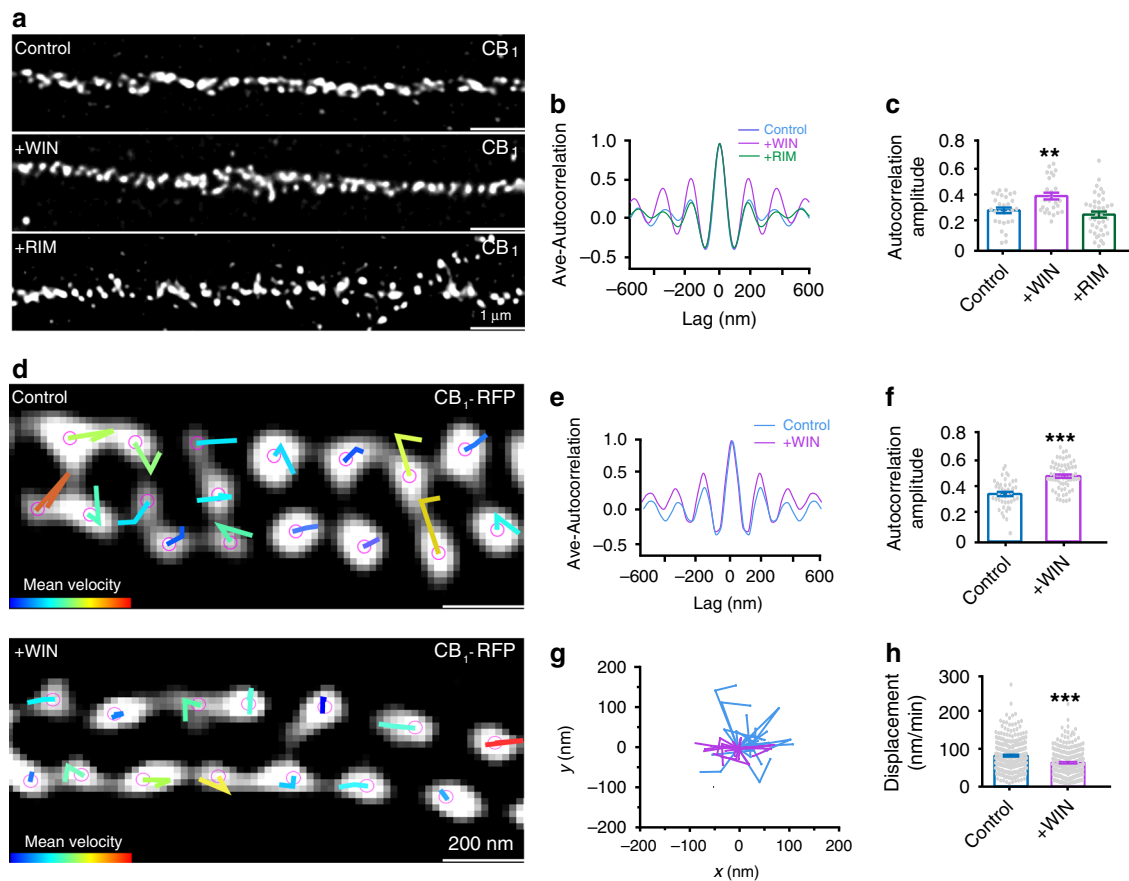 a
Control
CB1
+WIN
CB1
+RIM
CB1
1 μm
b
Ave-Autocorrelation
1.0
0.5
0.0
−0.5
Control
+WIN
+RIM
−600
−200
0
200
600
Lag (nm)
c
**
Autocorrelation
amplitude
0.8
0.6
0.4
0.2
0
Control
+WIN
+RIM
d
Control
CB1-RFP
Mean velocity
+WIN
CB1-RFP
Mean velocity
200 nm
e
Ave-Autocorrelation
1.0
0.5
0.0
−0.5
Control
+WIN
−600
−200
0
200
600
Lag (nm)
f
***
Autocorrelation
amplitude
0.8
0.6
0.4
0.2
0
Control
+WIN
g
y (nm)
200
100
0
−100
−200
−200
−100
0
100
200
x (nm)
h
***
Displacement
(nm/min)
300
200
100
0
Control
+WIN